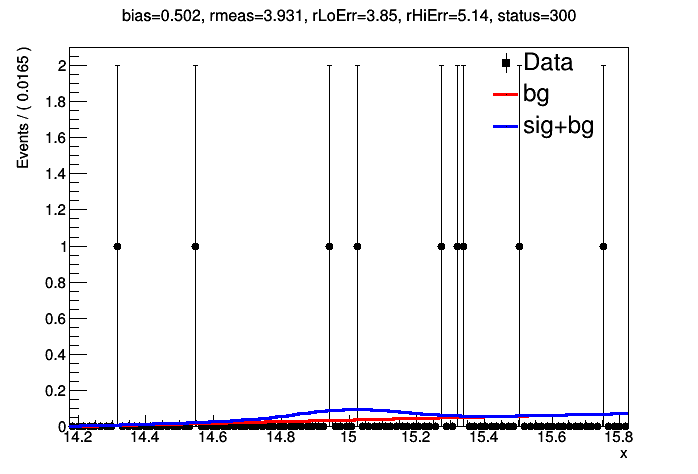 bias=0.502, rmeas=3.931, rLoErr=3.85, rHiErr=5.14, status=300
Events / ( 0.0165 )
2
1.8
1.6
1.4
1.2
1
0.8
0.6
0.4
0.2
0
Data
bg
sig+bg
14.2 14.4 14.6 14.8 15 15.2 15.4 15.6 15.8
x